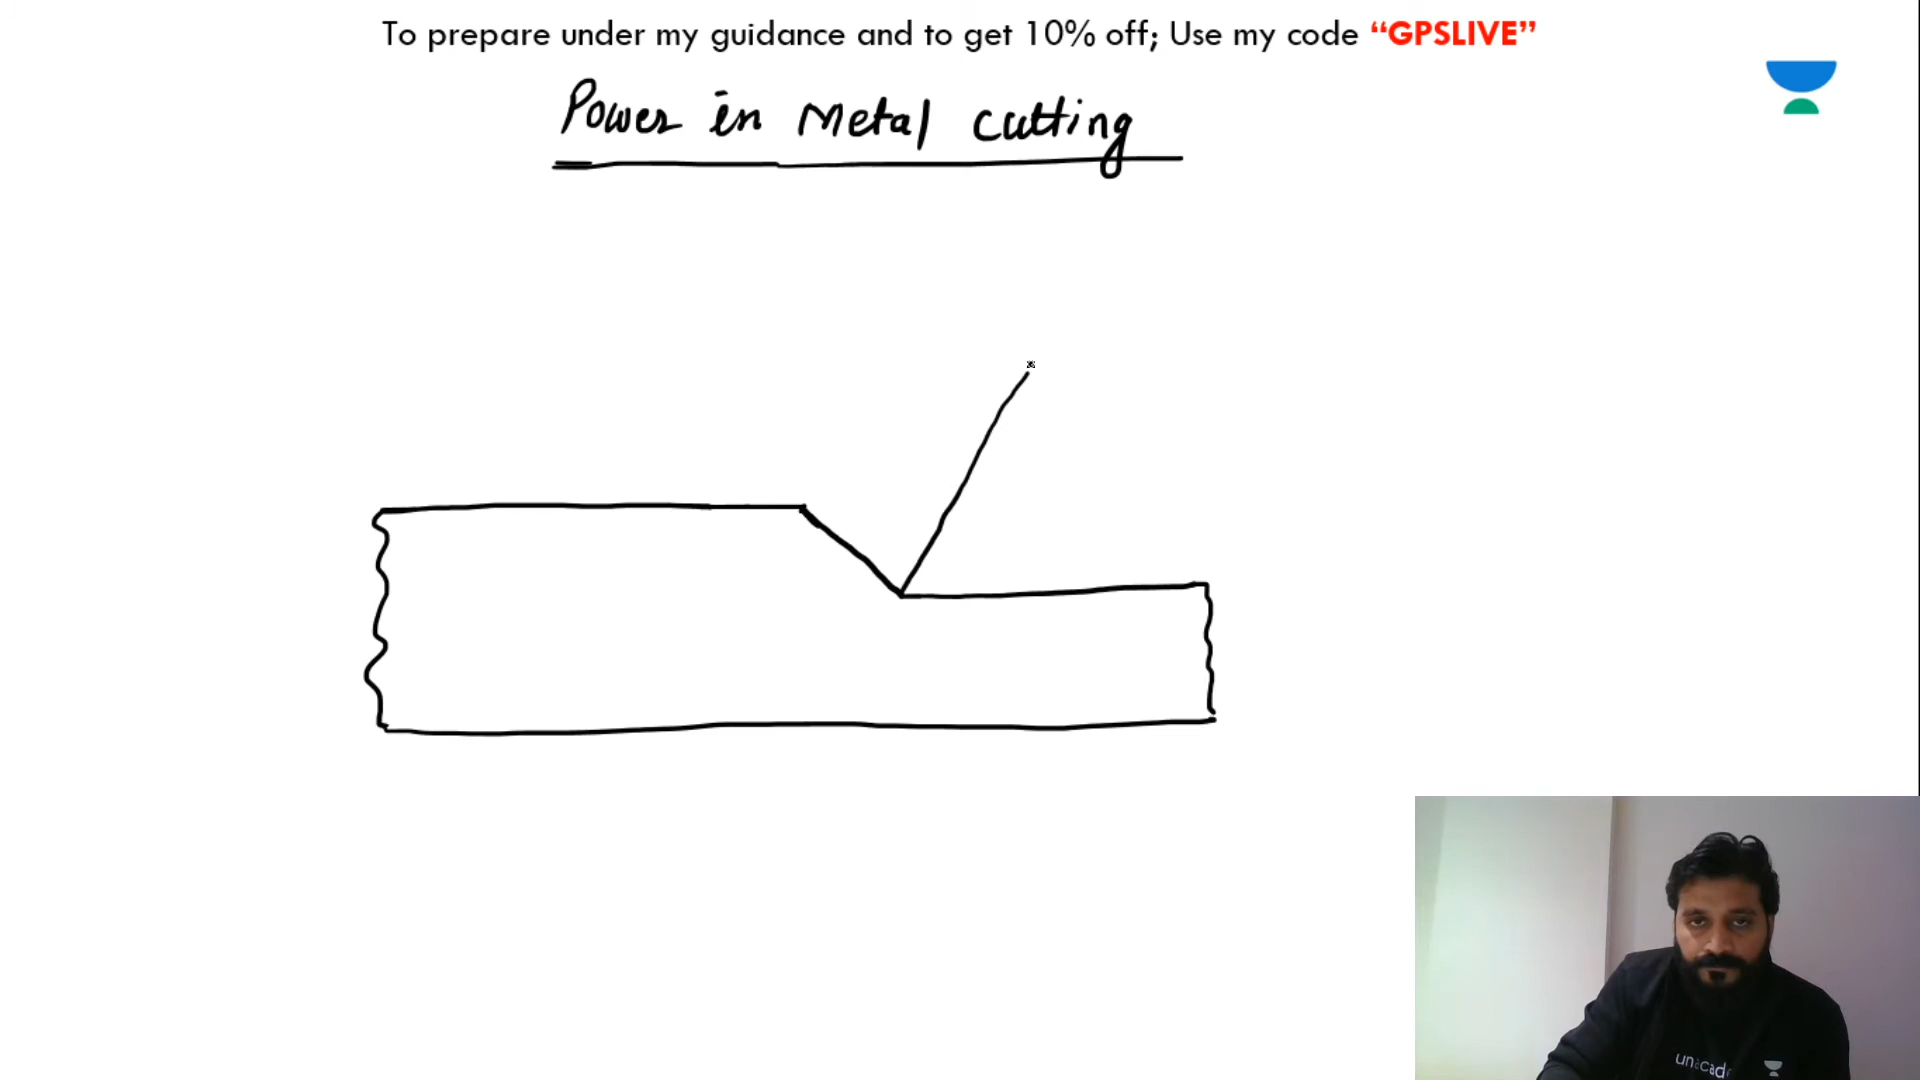 To prepare under my guidance and to get 10% off; Use my code “GPSLIVE”
Power in Metal cutting